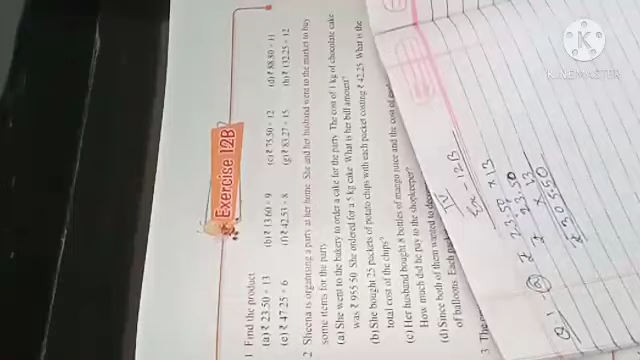 Exercise 12B
1 Find the product
(a) ₹ 23.50 × 13 (b) ₹ 13.60 × 9 (c) ₹ 75.50 × 12 (d) ₹ 88.80 × 11
(e) ₹ 47.25 × 6 (f) ₹ 42.53 × 8 (g) ₹ 83.27 × 15 (h) ₹ 132.25 × 12
2 Sheena is organising a party at her home. She and her husband went to the market to buy
some items for the party
(a) She went to the bakery to order a cake for the party. The cost of 1 kg of chocolate cake
was ₹ 955.50 She ordered for a 5 kg cake. What is her bill amount?
(b) She bought 25 packets of potato chips with each packet costing ₹ 42.25 What is the
total cost of the chips?
(c) Her husband bought 8 bottles of mango juice and the cost of
How much did he pay to the shopkeeper?
(d) Since both of them wanted to
of balloons. Each
3 The
IV
Ex - 12B
Q.1 (a) ₹ 23.50 × 13
₹ 23.50
× 13
₹ 305.50
KINEMASTER